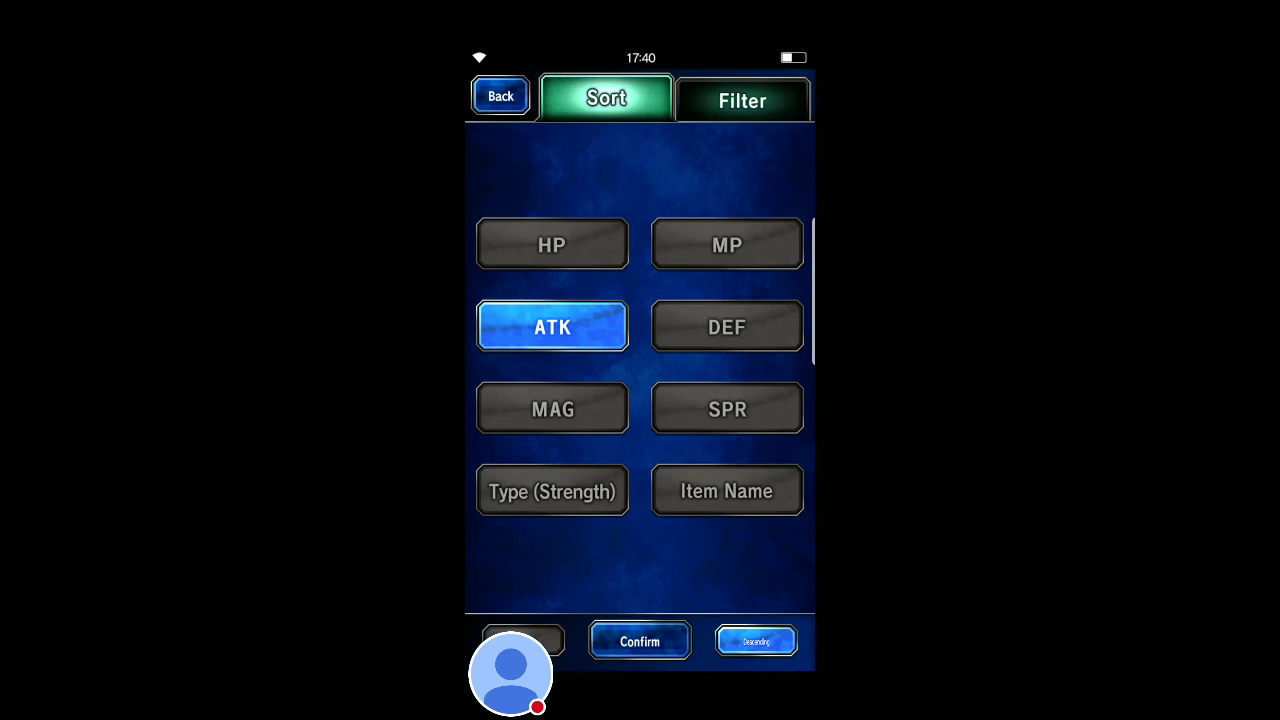 17:40
Back
Sort
Filter
HP
MP
ATK
DEF
MAG
SPR
Type (Strength)
Item Name
Confirm
Descending